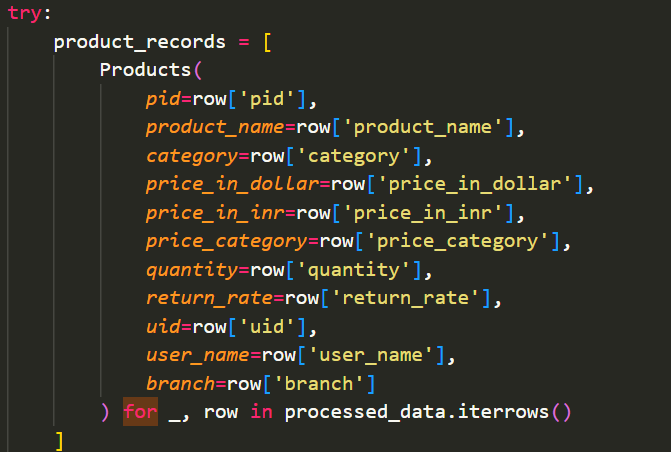 try:
product_records = [
Products(
pid=row['pid'],
product_name=row['product_name'],
category=row['category'],
price_in_dollar=row['price_in_dollar'],
price_in_inr=row['price_in_inr'],
price_category=row['price_category'],
quantity=row['quantity'],
return_rate=row['return_rate'],
uid=row['uid'],
user_name=row['user_name'],
branch=row['branch']
) for _, row in processed_data.iterrows()
]